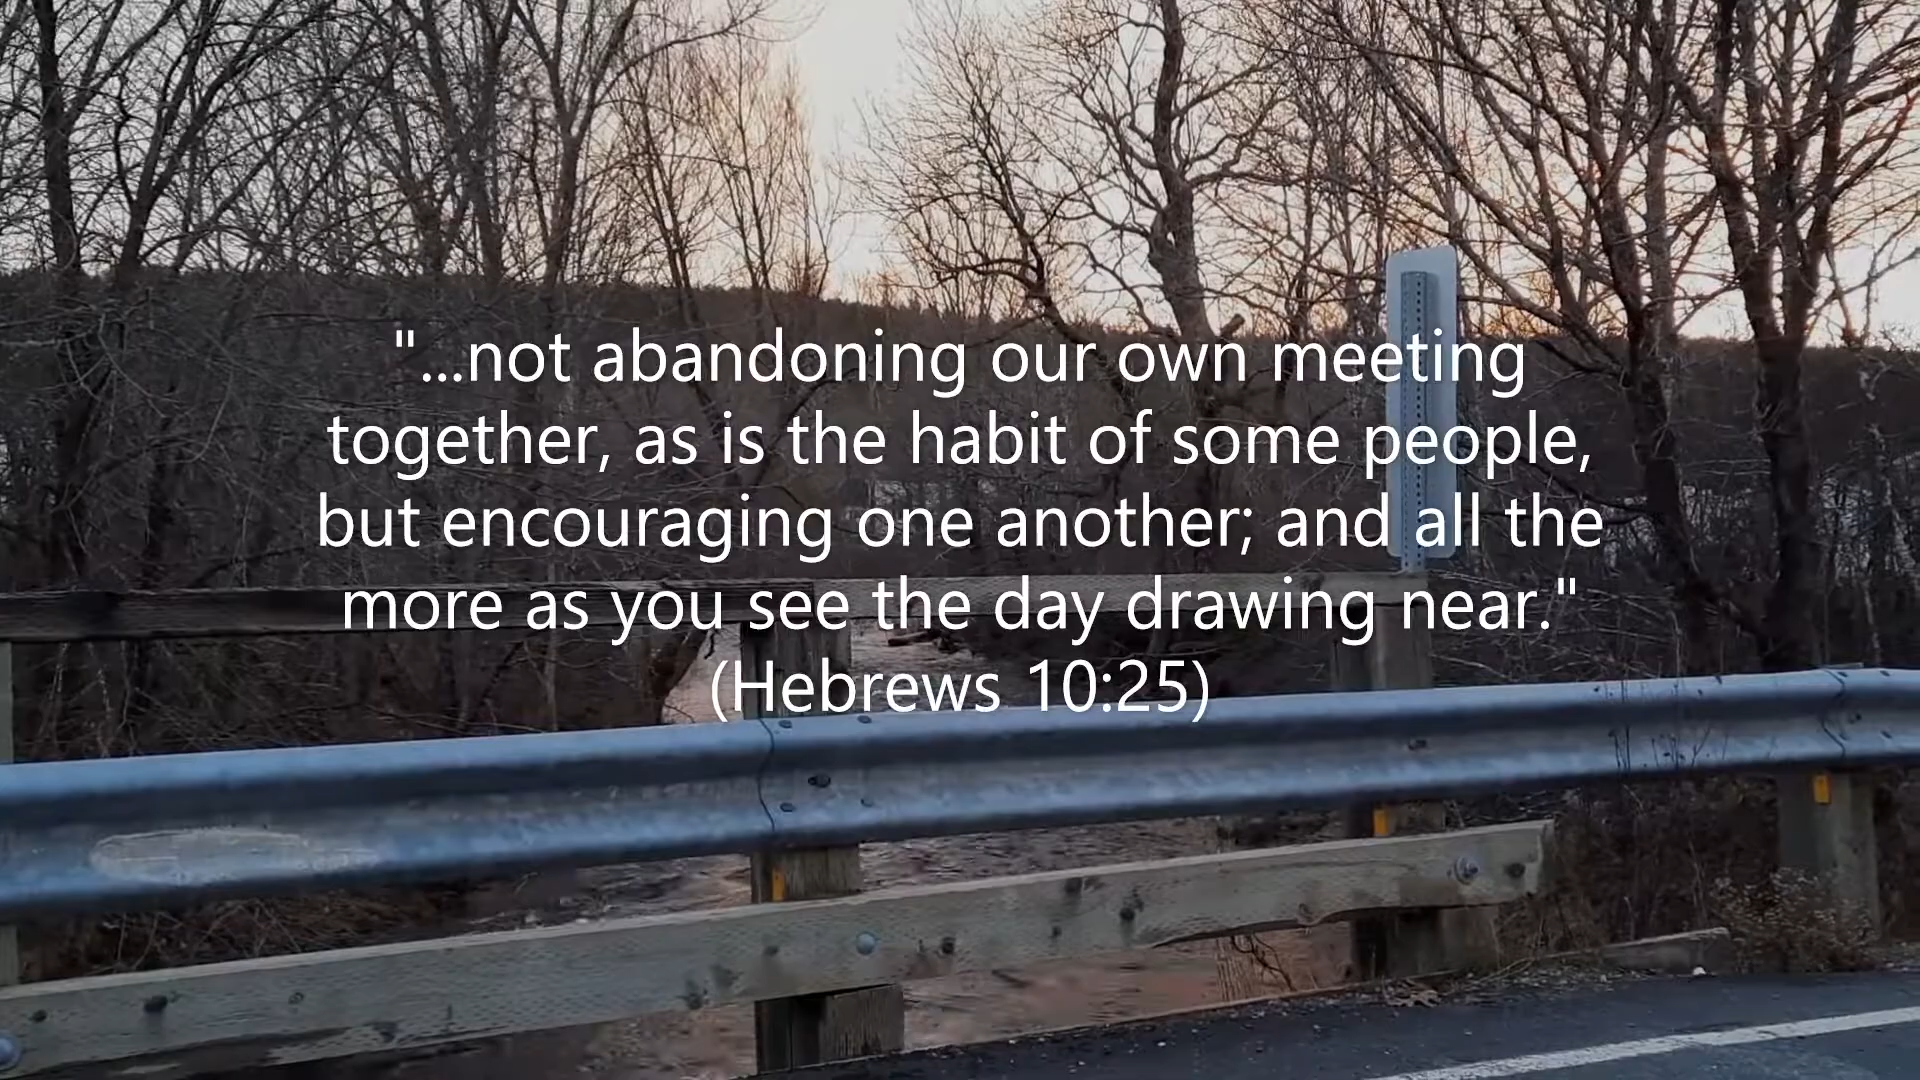 "...not abandoning our own meeting
together, as is the habit of some people,
but encouraging one another; and all the
more as you see the day drawing near."
(Hebrews 10:25)